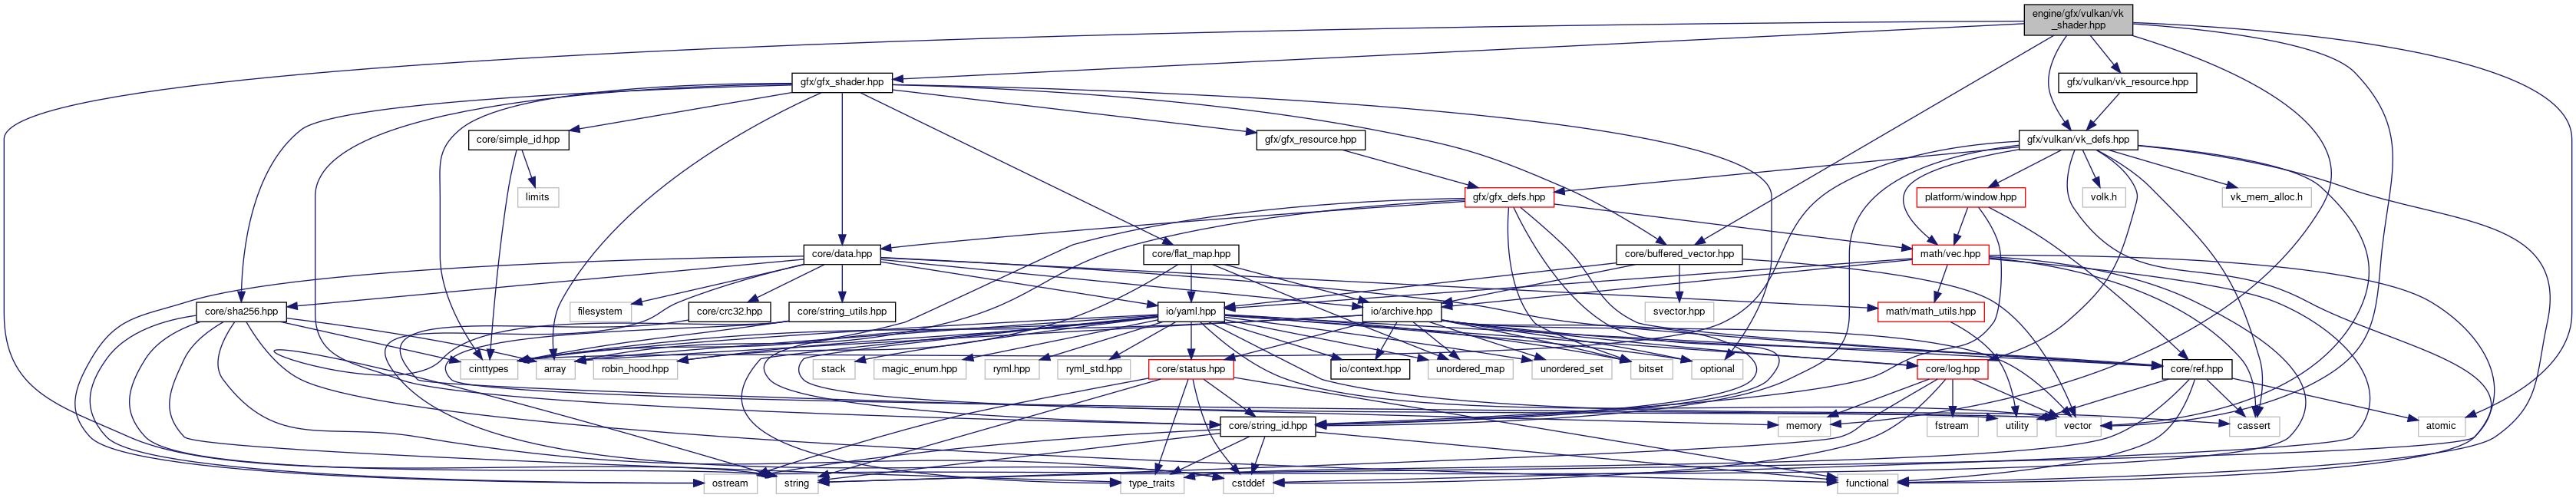 engine/gfx/vulkan/vk
_shader.hpp
gfx/gfx_shader.hpp
gfx/vulkan/vk_resource.hpp
core/simple_id.hpp
gfx/gfx_resource.hpp
gfx/vulkan/vk_defs.hpp
limits
gfx/gfx_defs.hpp
platform/window.hpp
volk.h
vk_mem_alloc.h
core/data.hpp
core/flat_map.hpp
core/buffered_vector.hpp
math/vec.hpp
core/sha256.hpp
filesystem
core/crc32.hpp
core/string_utils.hpp
io/yaml.hpp
io/archive.hpp
svector.hpp
math/math_utils.hpp
cinttypes
array
robin_hood.hpp
stack
magic_enum.hpp
ryml.hpp
ryml_std.hpp
core/status.hpp
io/context.hpp
unordered_map
unordered_set
bitset
optional
core/log.hpp
core/ref.hpp
core/string_id.hpp
memory
fstream
utility
vector
cassert
atomic
ostream
string
type_traits
cstddef
functional